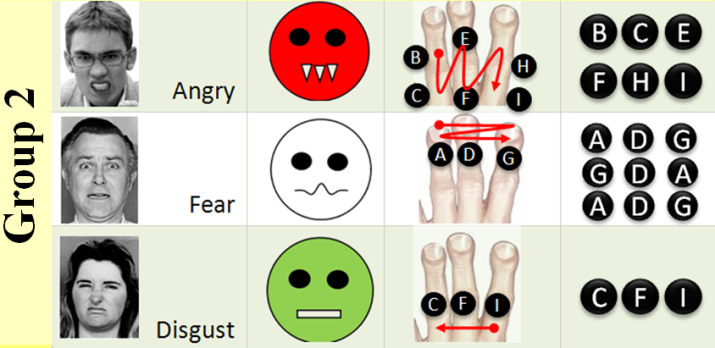 Group 2
Angry
B E H
C F I
B C E
F H I
Fear
A D G
A D G
G D A
A D G
Disgust
C F I
C F I